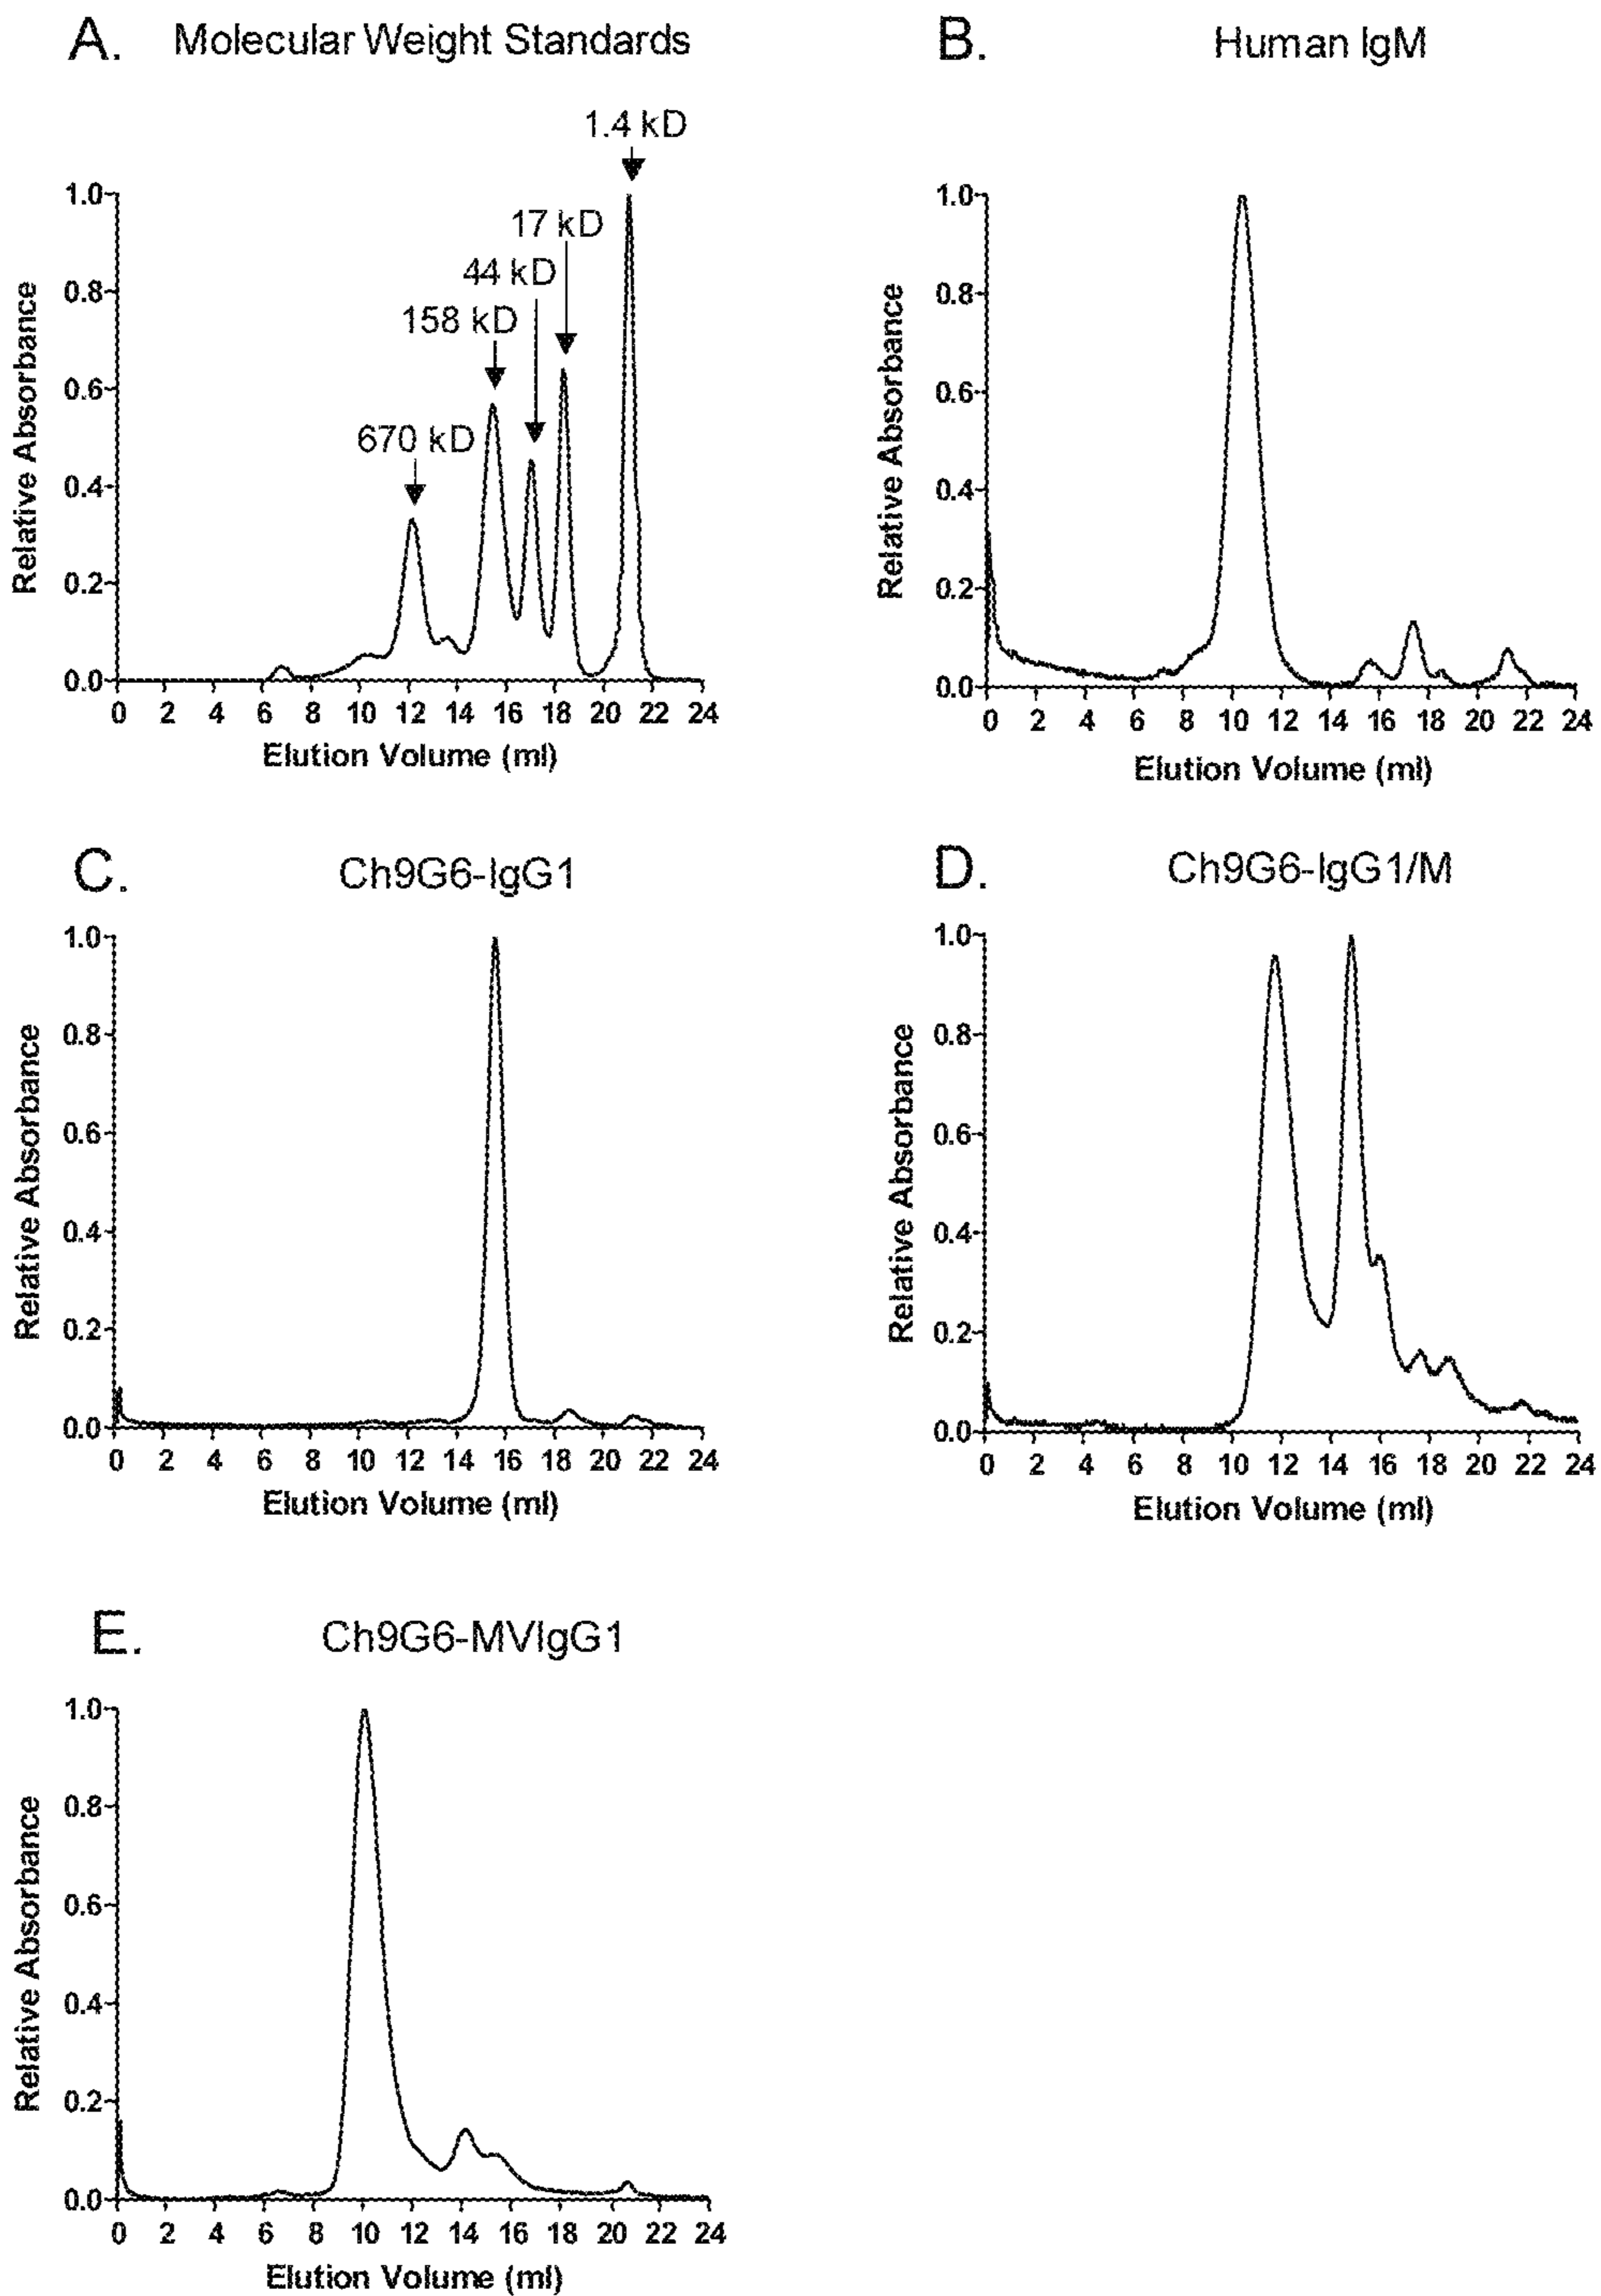 A. Molecular Weight Standards
1.4 kD
17 kD
44 kD
158 kD
670 kD
Relative Absorbance
1.0
0.8
0.6
0.4
0.2
0.0
0 2 4 6 8 10 12 14 16 18 20 22 24
Elution Volume (ml)
B. Human IgM
Relative Absorbance
1.0
0.8
0.6
0.4
0.2
0.0
0 2 4 6 8 10 12 14 16 18 20 22 24
Elution Volume (ml)
C. Ch9G6-IgG1
Relative Absorbance
1.0
0.8
0.6
0.4
0.2
0.0
0 2 4 6 8 10 12 14 16 18 20 22 24
Elution Volume (ml)
D. Ch9G6-IgG1/M
Relative Absorbance
1.0
0.8
0.6
0.4
0.2
0.0
0 2 4 6 8 10 12 14 16 18 20 22 24
Elution Volume (ml)
E. Ch9G6-MVIgG1
Relative Absorbance
1.0
0.8
0.6
0.4
0.2
0.0
0 2 4 6 8 10 12 14 16 18 20 22 24
Elution Volume (ml)